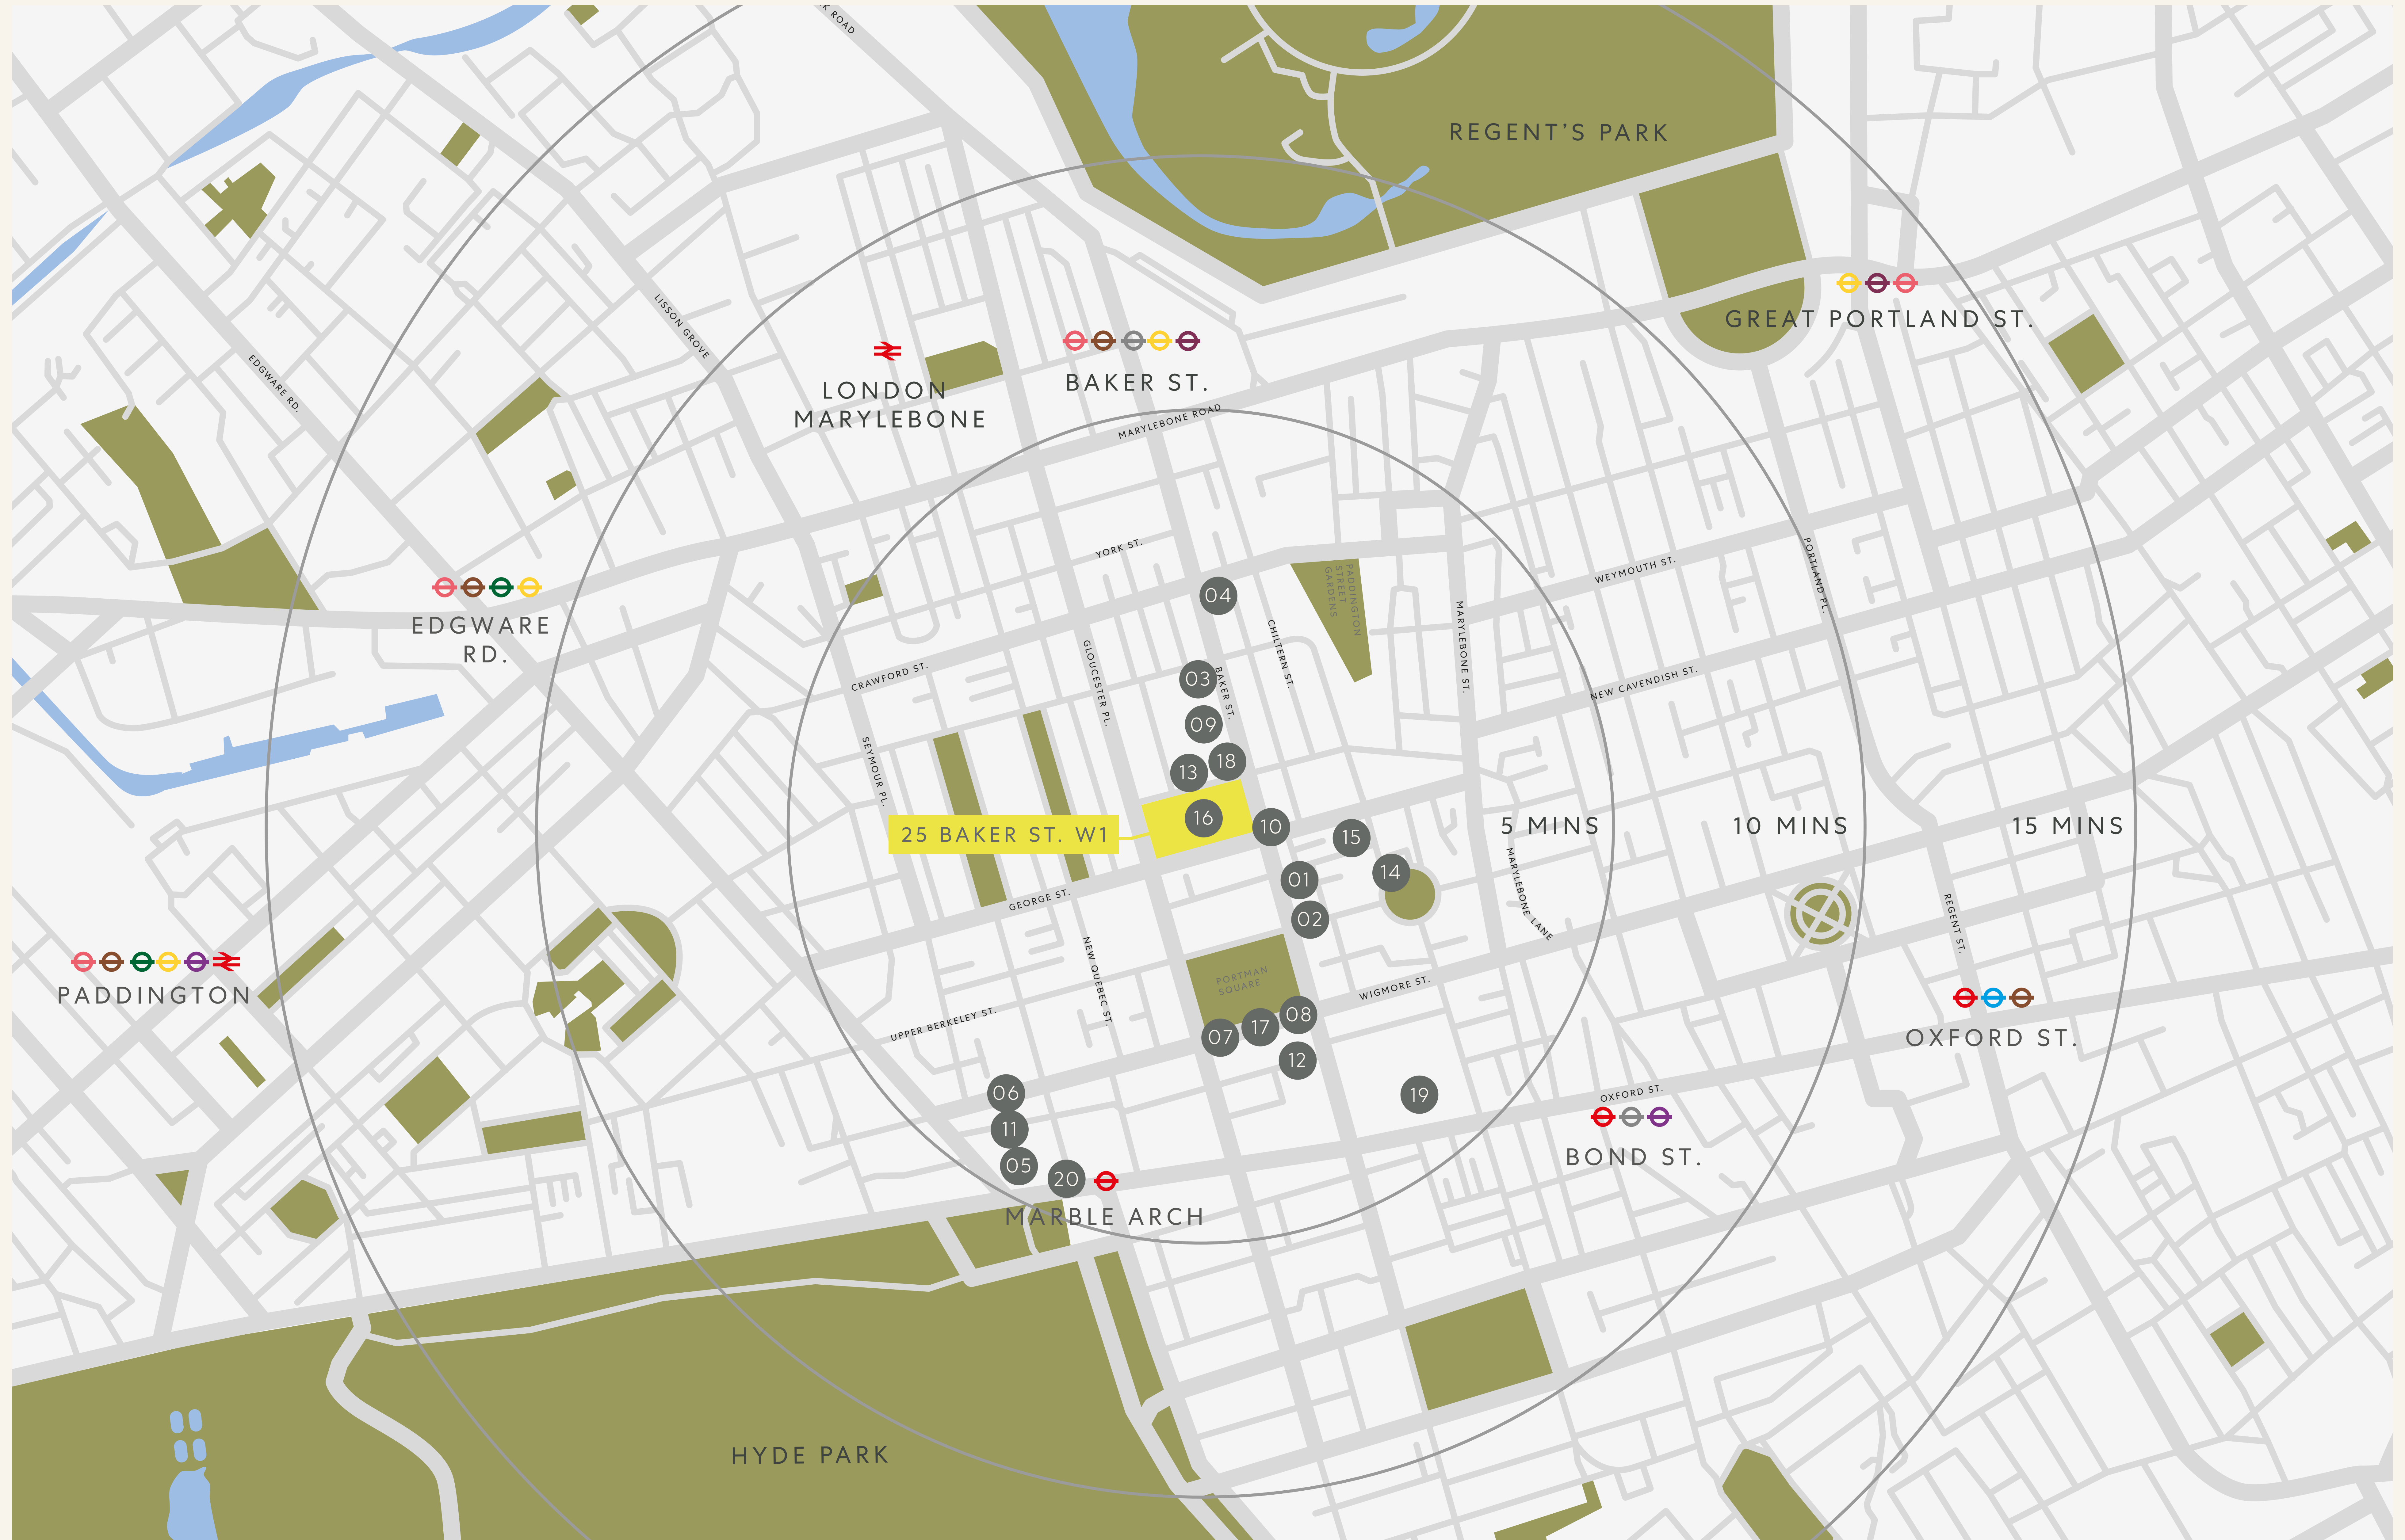 K ROAD
REGENT'S PARK
GREAT PORTLAND ST.
LISSON GROVE
EDGWARE RD.
LONDON
MARYLEBONE
BAKER ST.
MARYLEBONE ROAD
YORK ST.
PADDINGTON
STREET
GARDENS
WEYMOUTH ST.
PORTLAND PL.
EDGWARE
RD.
04
CRAWFORD ST.
GLOUCESTER PL.
CHILTERN ST.
MARYLEBONE ST.
NEW CAVENDISH ST.
03
BAKER ST.
09
SEYMOUR PL.
13
18
25 BAKER ST. W1
16
10
15
5 MINS
10 MINS
15 MINS
01
14
02
GEORGE ST.
MARYLEBONE LANE
REGENT ST.
NEW QUEBEC ST.
PORTMAN
SQUARE
WIGMORE ST.
PADDINGTON
UPPER BERKELEY ST.
08
17
07
12
OXFORD ST.
06
19
OXFORD ST.
11
BOND ST.
05
20
MARBLE ARCH
HYDE PARK